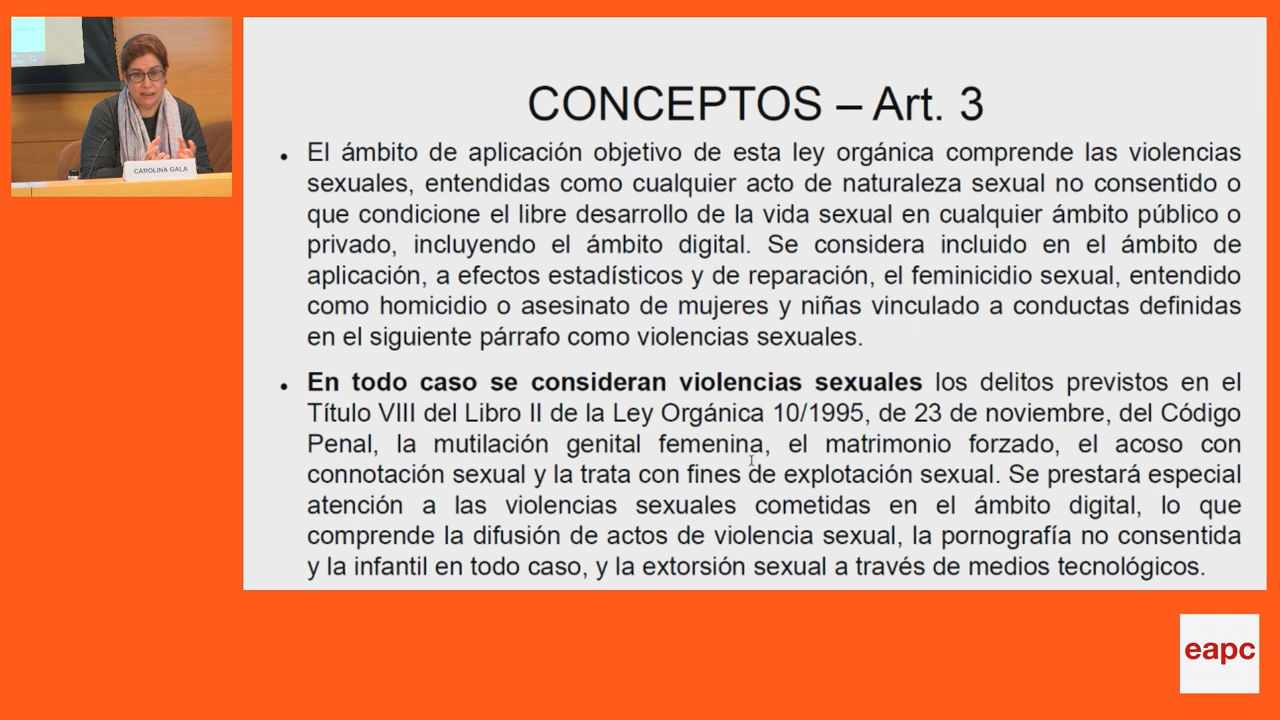 CAROLINA GALA
CONCEPTOS – Art. 3
• El ámbito de aplicación objetivo de esta ley orgánica comprende las violencias
sexuales, entendidas como cualquier acto de naturaleza sexual no consentido o
que condicione el libre desarrollo de la vida sexual en cualquier ámbito público o
privado, incluyendo el ámbito digital. Se considera incluido en el ámbito de
aplicación, a efectos estadísticos y de reparación, el feminicidio sexual, entendido
como homicidio o asesinato de mujeres y niñas vinculado a conductas definidas
en el siguiente párrafo como violencias sexuales.
• En todo caso se consideran violencias sexuales los delitos previstos en el
Título VIII del Libro II de la Ley Orgánica 10/1995, de 23 de noviembre, del Código
Penal, la mutilación genital femenina, el matrimonio forzado, el acoso con
connotación sexual y la trata con fines de explotación sexual. Se prestará especial
atención a las violencias sexuales cometidas en el ámbito digital, lo que
comprende la difusión de actos de violencia sexual, la pornografía no consentida
y la infantil en todo caso, y la extorsión sexual a través de medios tecnológicos.
eapc